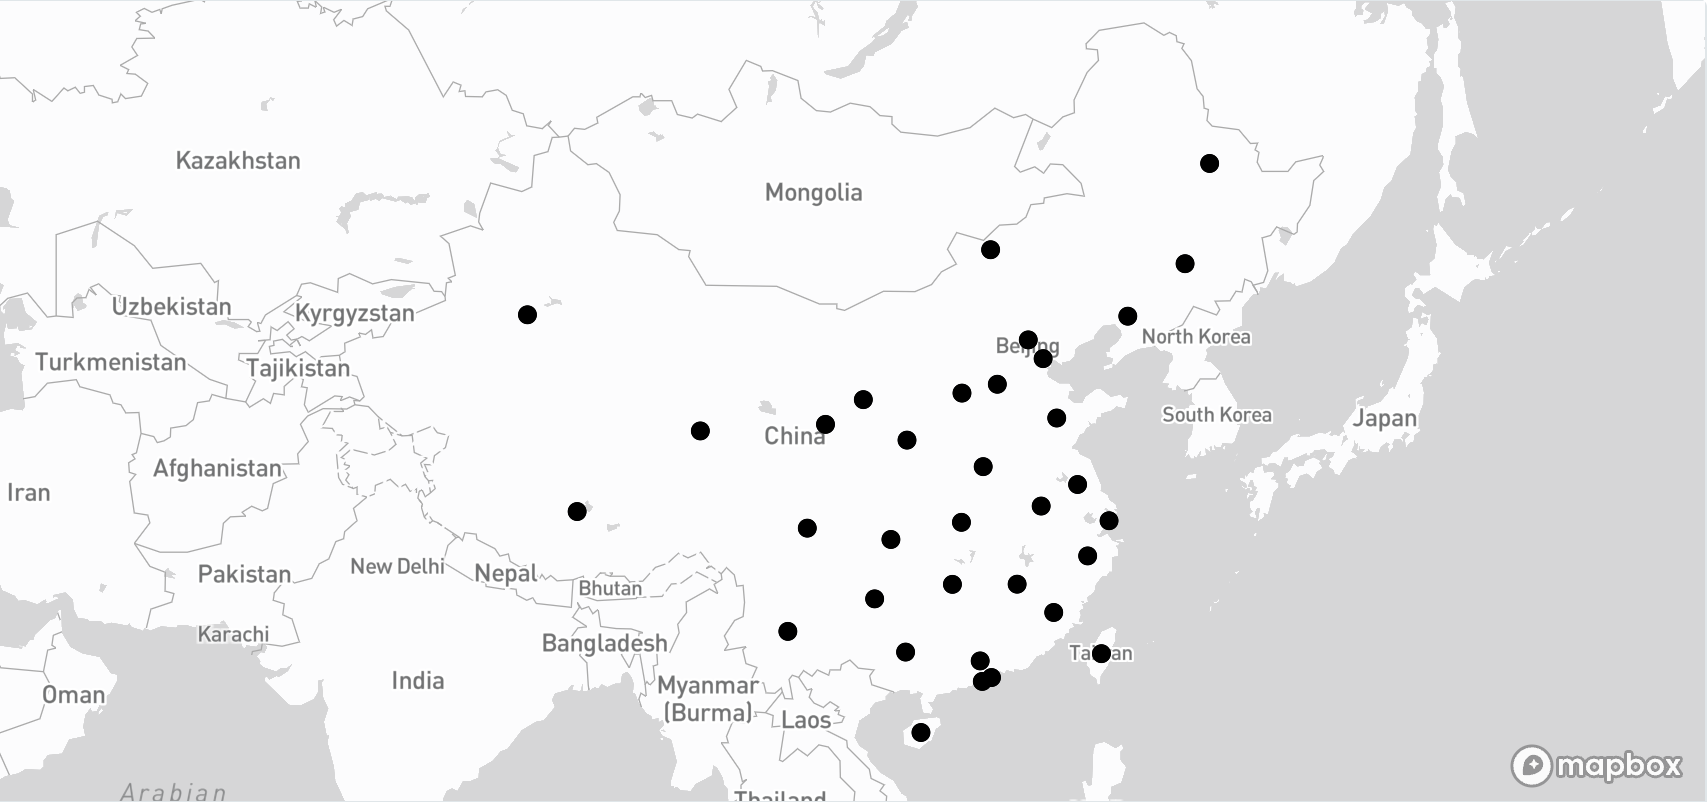 Kazakhstan
Mongolia
Uzbekistan
Kyrgyzstan
North Korea
Beijing
Turkmenistan
Tajikistan
South Korea
Japan
China
Afghanistan
Iran
New Delhi
Pakistan
Nepal
Bhutan
Karachi
Bangladesh
Taiwan
India
Myanmar
(Burma)
Oman
Laos
mapbox
Arabian
Thailand